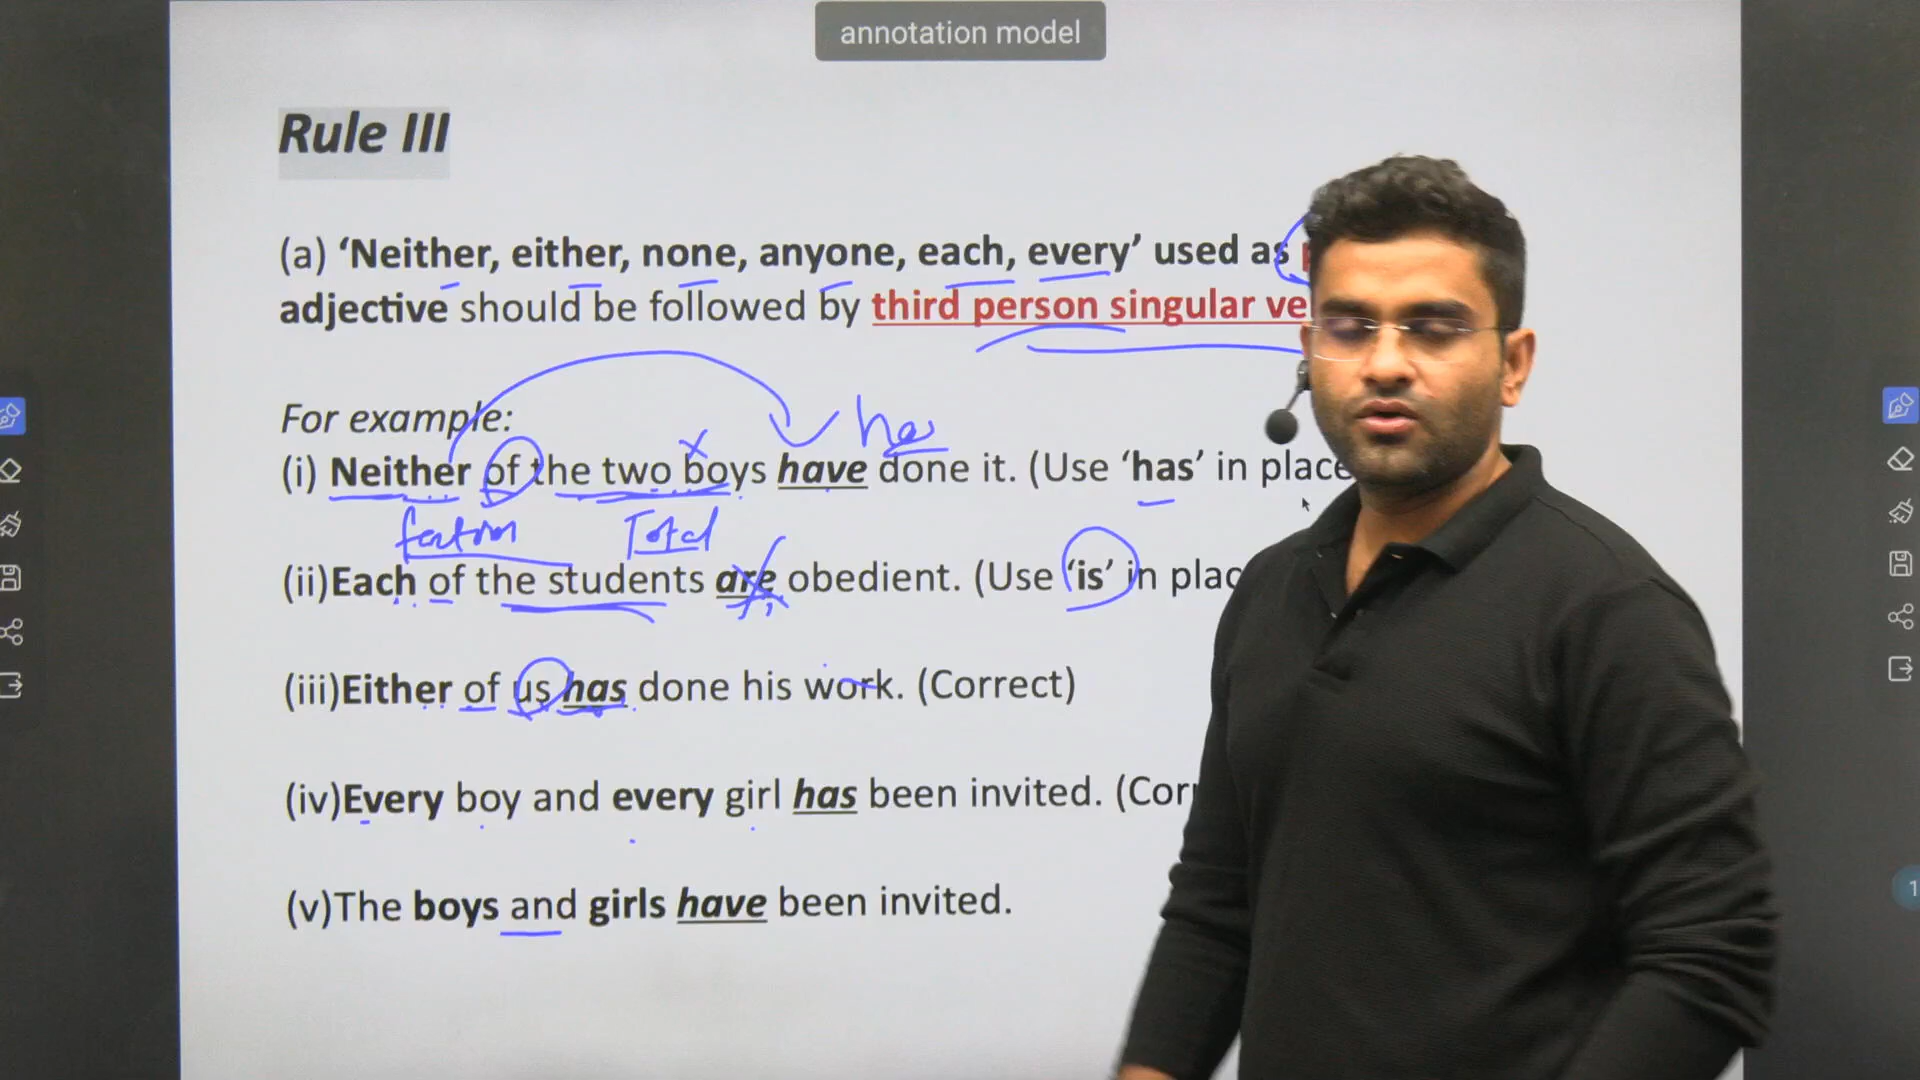 annotation model
Rule III
(a) ‘Neither, either, none, anyone, each, every’ used as
adjective should be followed by third person singular
For example:
has
(i) Neither of the two boys have done it. (Use ‘has’ in place
Total
(ii)Each of the students are obedient. (Use ‘is’ in
(iii)Either of us has done his work. (Correct)
(iv)Every boy and every girl has been invited.
(v)The boys and girls have been invited.
1